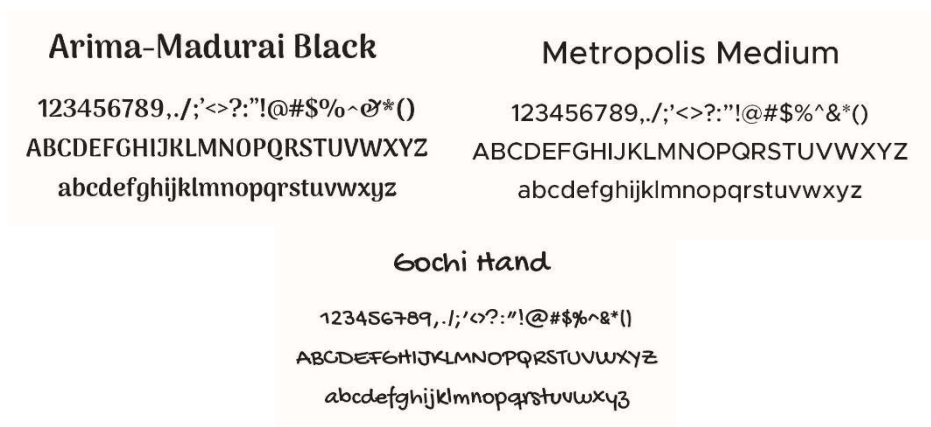 Arima-Madurai Black
123456789,./;'<>?:"!@#$%^&*()
ABCDEFGHIJKLMNOPQRSTUVWXYZ
abcdefghijklmnopqrstuvwxyz
Metropolis Medium
123456789,./;'<>?:"!@#$%^&*()
ABCDEFGHIJKLMNOPQRSTUVWXYZ
abcdefghijklmnopqrstuvwxyz
Gochi Hand
123456789,./;'<>?:"!@#$%^&*()
ABCDEFGHIJKLMNOPQRSTUVWXYZ
abcdefghijklmnopqrstuvwxyz